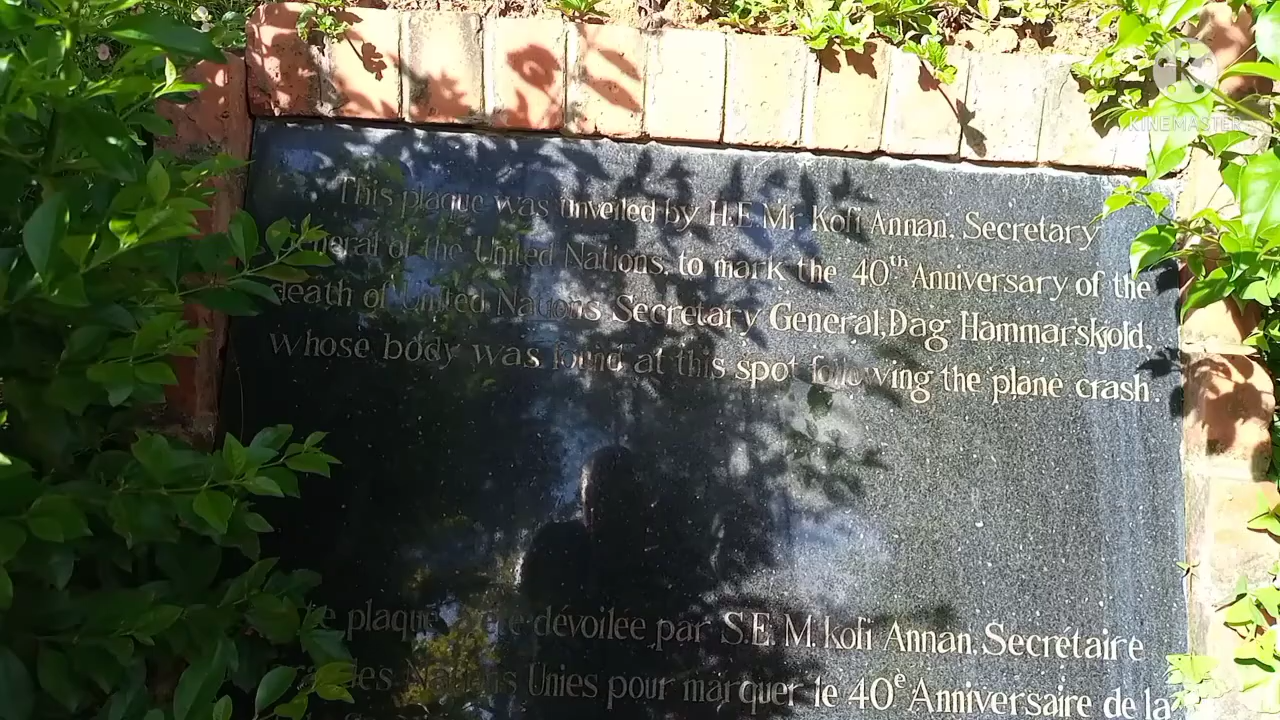 This plaque was unveiled by H.E. Mr. Kofi Annan. Secretary
General of the United Nations, to mark the 40th Anniversary of the
death of United Nations Secretary General, Dag Hammarskjold,
whose body was found at this spot following the plane crash.
plaque dévoilée par S.E. M. kofi Annan. Secrétaire
des Nations Unies pour marquer le 40e Anniversaire de la
KINEMASTER